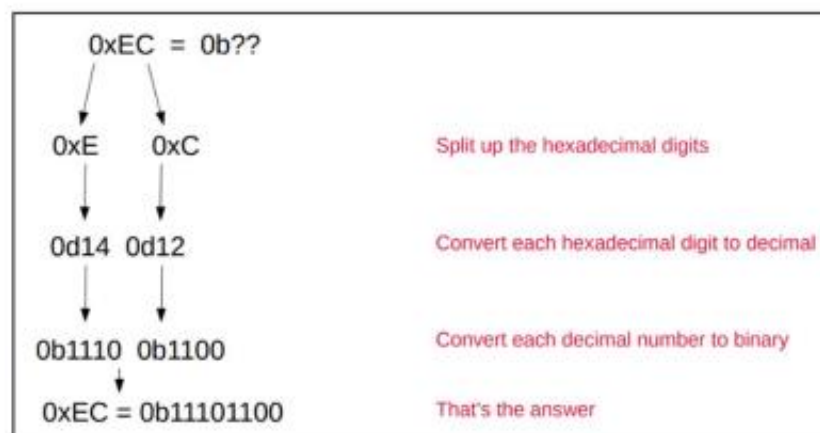 0xEC = 0b??
0xE 0xC Split up the hexadecimal digits
0d14 0d12 Convert each hexadecimal digit to decimal
0b1110 0b1100 Convert each decimal number to binary
0xEC = 0b11101100 That's the answer